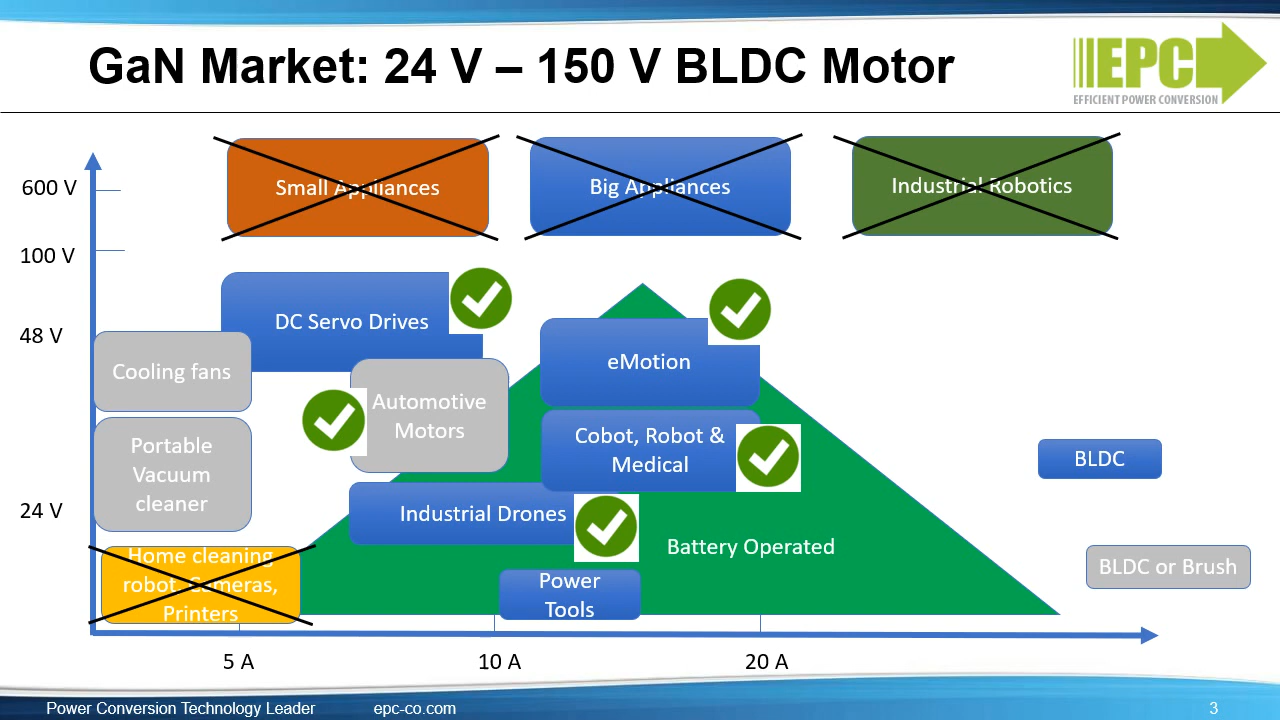 GaN Market: 24 V – 150 V BLDC Motor
EPC
EFFICIENT POWER CONVERSION
600 V
100 V
48 V
24 V
Small Appliances
Big Appliances
Industrial Robotics
DC Servo Drives
Cooling fans
Automotive
Motors
eMotion
Portable
Vacuum
cleaner
Cobot, Robot &
Medical
BLDC
Industrial Drones
Battery Operated
Home cleaning
robot, Cameras,
Printers
Power
Tools
BLDC or Brush
5 A
10 A
20 A
Power Conversion Technology Leader
epc-co.com
3